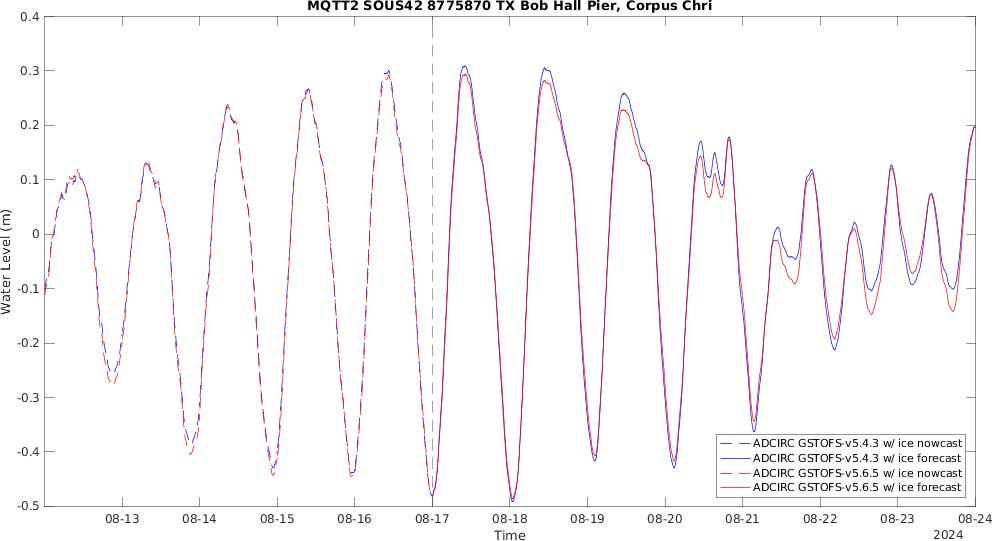 MQTT2 SOUS42 8775870 TX Bob Hall Pier, Corpus Chri
0.4
0.3
0.2
0.1
0
-0.1
-0.2
-0.3
-0.4
-0.5
Water Level (m)
ADCIRC GSTOFS-v5.4.3 w/ ice nowcast
ADCIRC GSTOFS-v5.4.3 w/ ice forecast
ADCIRC GSTOFS-v5.6.5 w/ ice nowcast
ADCIRC GSTOFS-v5.6.5 w/ ice forecast
08-13 08-14 08-15 08-16 08-17 08-18 08-19 08-20 08-21 08-22 08-23 08-24
Time
2024